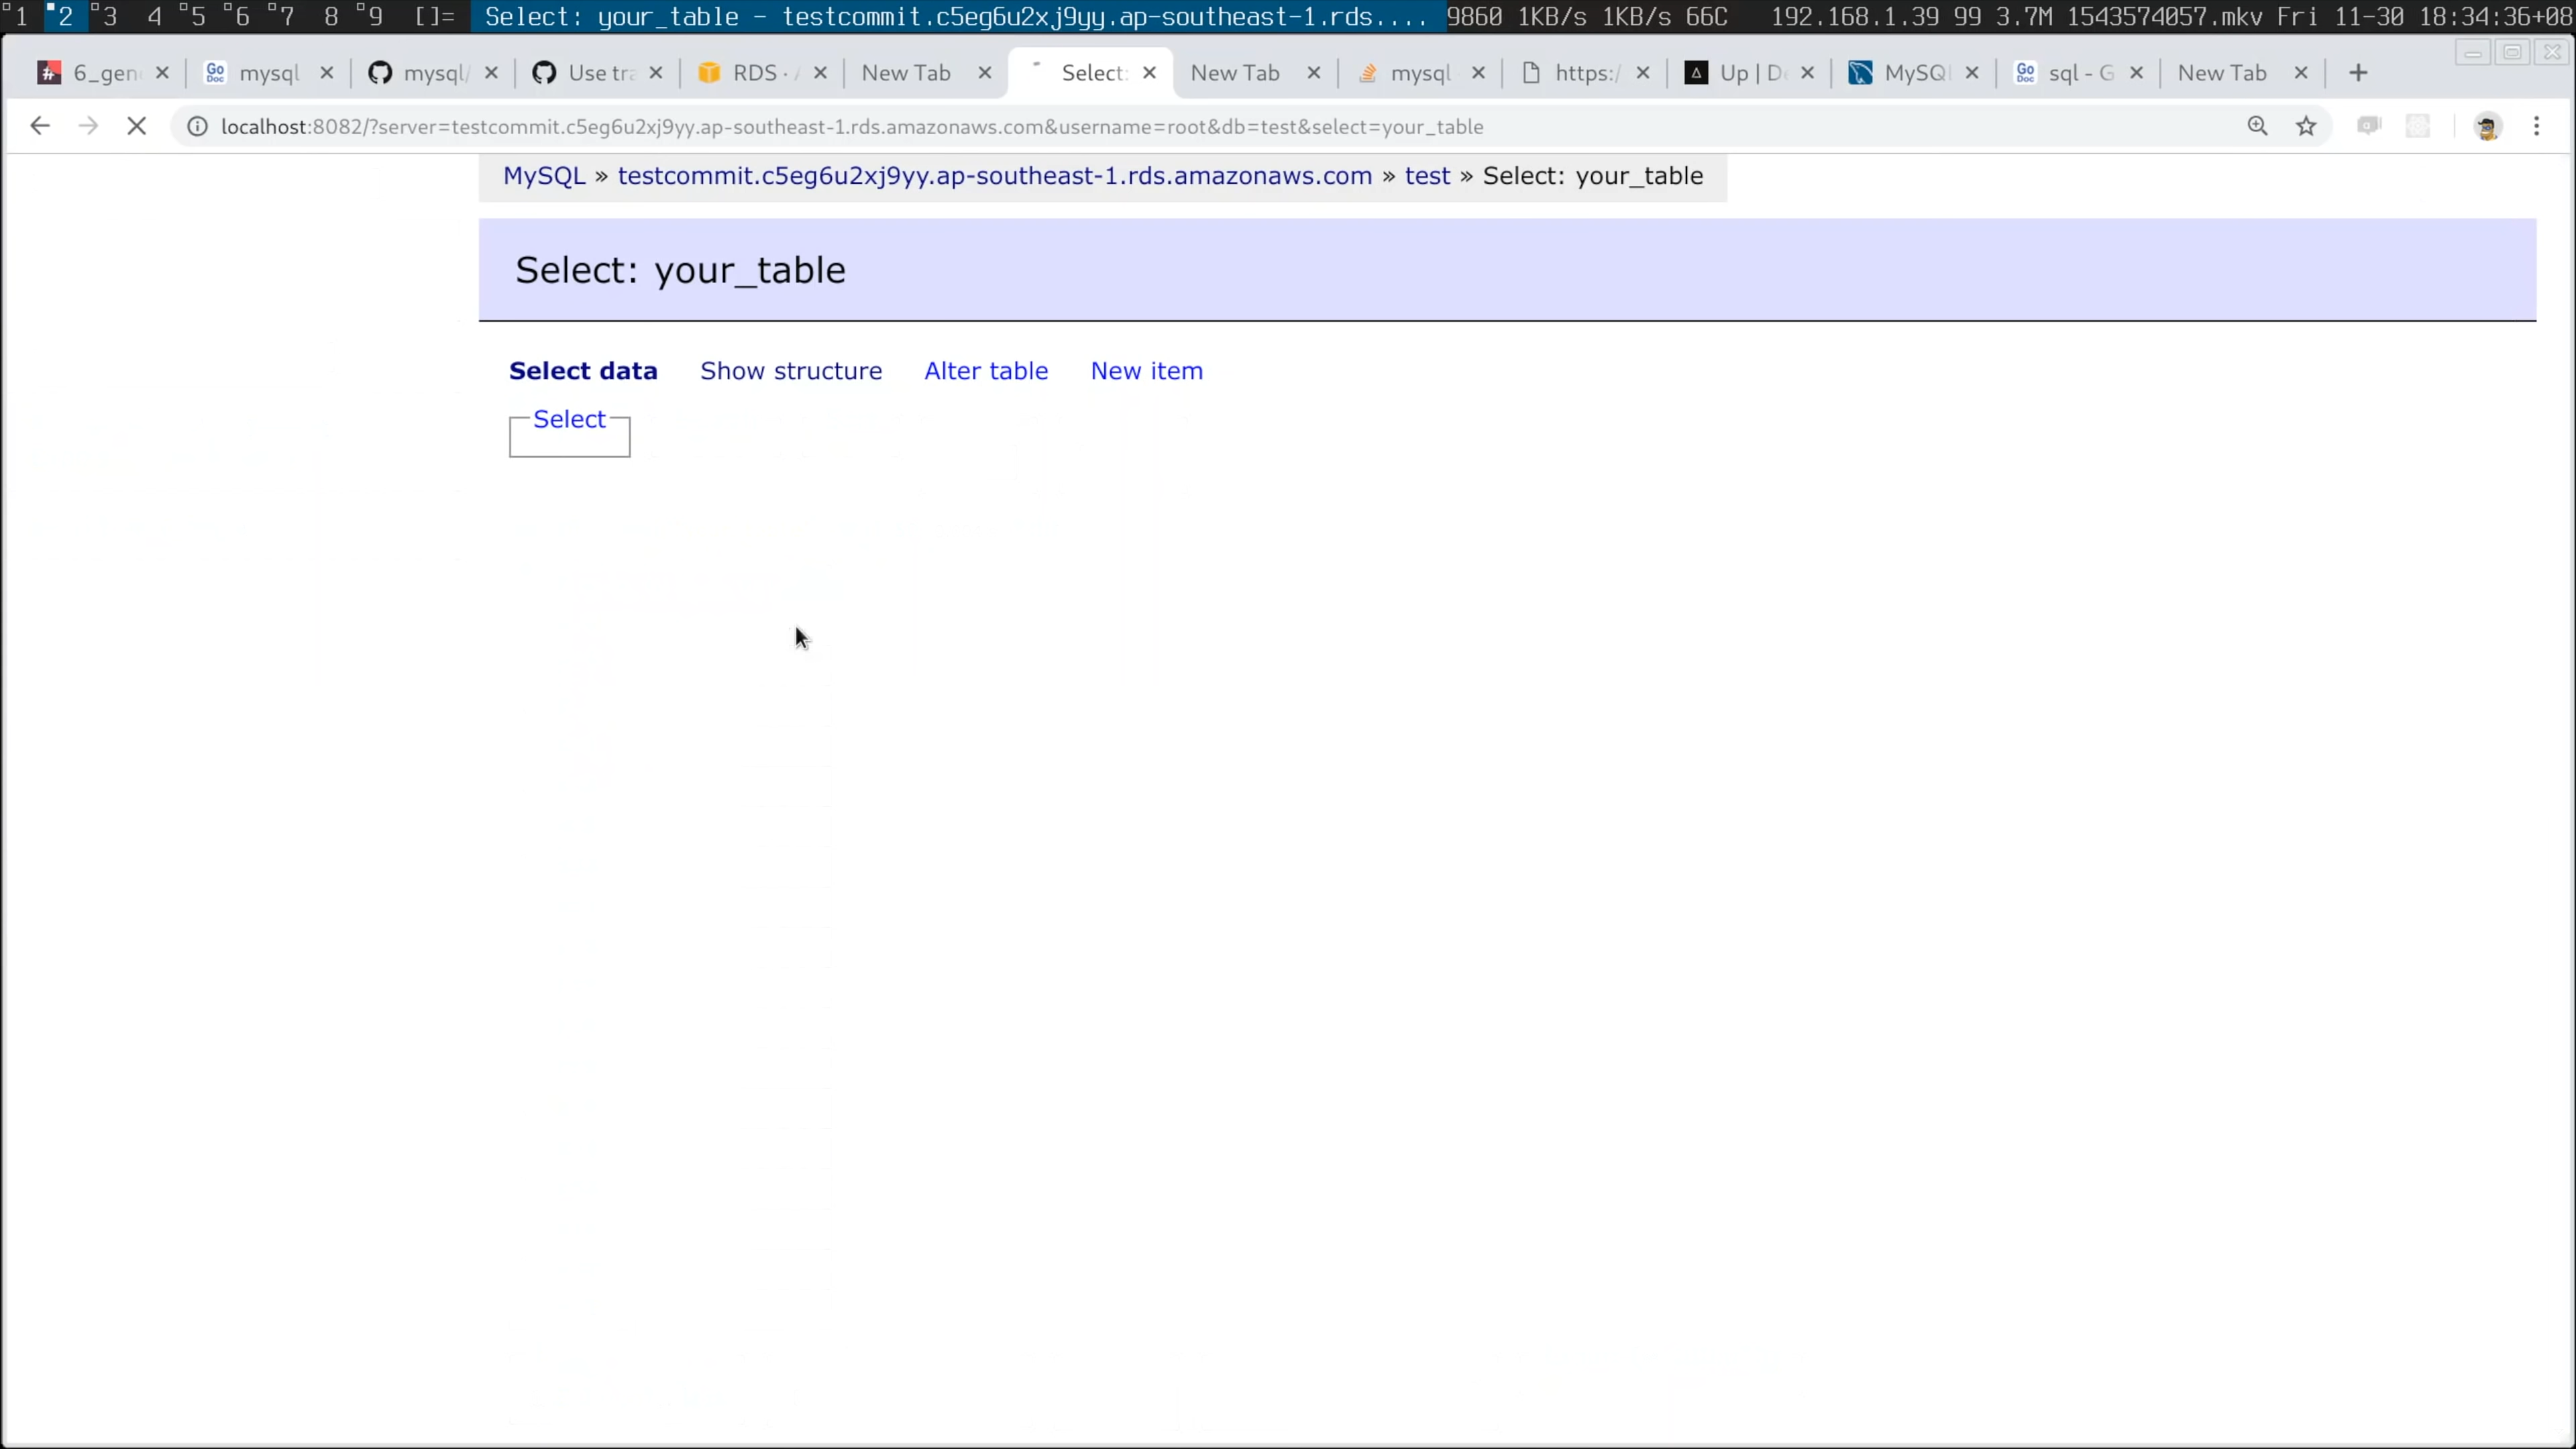 1 2 3 4 5 6 7 8 9 []= Select: your_table - testcommit.c5eg6u2xj9yy.ap-southeast-1.rds.... 9860 1KB/s 1KB/s 66C 192.168.1.39 99 3.7M 1543574057.mkv Fri 11-30 18:34:36+08
6_gen mysql mysql/ Use tra RDS · New Tab Select: New Tab mysql https:/ Up | D MySQ sql - G New Tab
localhost:8082/?server=testcommit.c5eg6u2xj9yy.ap-southeast-1.rds.amazonaws.com&username=root&db=test&select=your_table
MySQL » testcommit.c5eg6u2xj9yy.ap-southeast-1.rds.amazonaws.com » test » Select: your_table
Select: your_table
Select data Show structure Alter table New item
Select